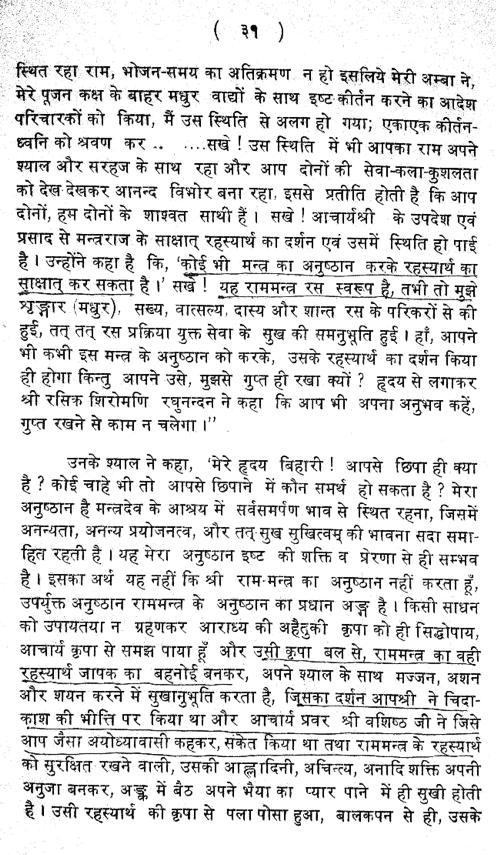 ( ३१ )
स्थित रहा राम, भोजन-समय का अतिक्रमण न हो इसलिये मेरी अम्बा ने,
मेरे पूजन कक्ष के बाहर मधुर वाद्यों के साथ इष्ट-कीर्तन करने का आदेश
परिचारकों को किया, मैं उस स्थिति से अलग हो गया; एकाएक कीर्तन-
ध्वनि को श्रवण कर .. ....सखे ! उस स्थिति में भी आपका राम अपने
श्याल और सरहज के साथ रहा और आप दोनों की सेवा-कला-कुशलता
को देख देखकर आनन्द विभोर बना रहा, इससे प्रतीति होती है कि आप
दोनों, हम दोनों के शाश्वत साथी हैं । सखे ! आचार्यश्री के उपदेश एवं
प्रसाद से मन्त्रराज के साक्षात् रहस्यार्थ का दर्शन एवं उसमें स्थिति हो पाई
है । उन्होंने कहा है कि, 'कोई भी मन्त्र का अनुष्ठान करके रहस्यार्थ का
साक्षात् कर सकता है ।' सखे ! यह राममन्त्र रस स्वरूप है, तभी तो मुझे
श्रृङ्गार (मधुर), सख्य, वात्सल्य, दास्य और शान्त रस के परिकरों से की
हुई, तत् तत् रस प्रक्रिया युक्त सेवा के सुख की समनुभूति हुई । हाँ, आपने
भी कभी इस मन्त्र के अनुष्ठान को करके, उसके रहस्यार्थ का दर्शन किया
ही होगा किन्तु आपने उसे, मुझसे गुप्त ही रखा क्यों ? हृदय से लगाकर
श्री रसिक शिरोमणि रघुनन्दन ने कहा कि आप भी अपना अनुभव कहें,
गुप्त रखने से काम न चलेगा ।"
उनके श्याल ने कहा, 'मेरे हृदय बिहारी ! आपसे छिपा ही क्या
है ? कोई चाहे भी तो आपसे छिपाने में कौन समर्थ हो सकता है ? मेरा
अनुष्ठान है मन्त्रदेव के आश्रय में सर्वसमर्पण भाव से स्थित रहना, जिसमें
अनन्यता, अनन्य प्रयोजनत्व, और तत् सुख सुखित्वम् की भावना सदा समा-
हित रहती है । यह मेरा अनुष्ठान इष्ट की शक्ति व प्रेरणा से ही सम्भव
है । इसका अर्थ यह नहीं कि श्री राम-मन्त्र का अनुष्ठान नहीं करता हूँ,
उपर्युक्त अनुष्ठान राममन्त्र के अनुष्ठान का प्रधान अङ्ग है । किसी साधन
को उपायतया न ग्रहणकर आराध्य की अहैतुकी कृपा को ही सिद्धोपाय,
आचार्य कृपा से समझ पाया हूँ और उसी कृपा बल से, राममन्त्र का वही
रहस्यार्थ जापक का बहनोई बनकर, अपने श्याल के साथ मज्जन, अशन
और शयन करने में सुखानुभूति करता है, जिसका दर्शन आपश्री ने चिदा-
काश की भीत्ति पर किया था और आचार्य प्रवर श्री वशिष्ठ जी ने जिसे
आप जैसा अयोध्यावासी कहकर, संकेत किया था तथा राममन्त्र के रहस्यार्थ
को सुरक्षित रखने वाली, उसकी आह्लादिनी, अचिन्त्य, अनादि शक्ति अपनी
अनुजा बनकर, अङ्क में बैठ अपने भैया का प्यार पाने में ही सुखी होती
है । उसी रहस्यार्थ की कृपा से पला पोसा हुआ, बालकपन से ही, उसके